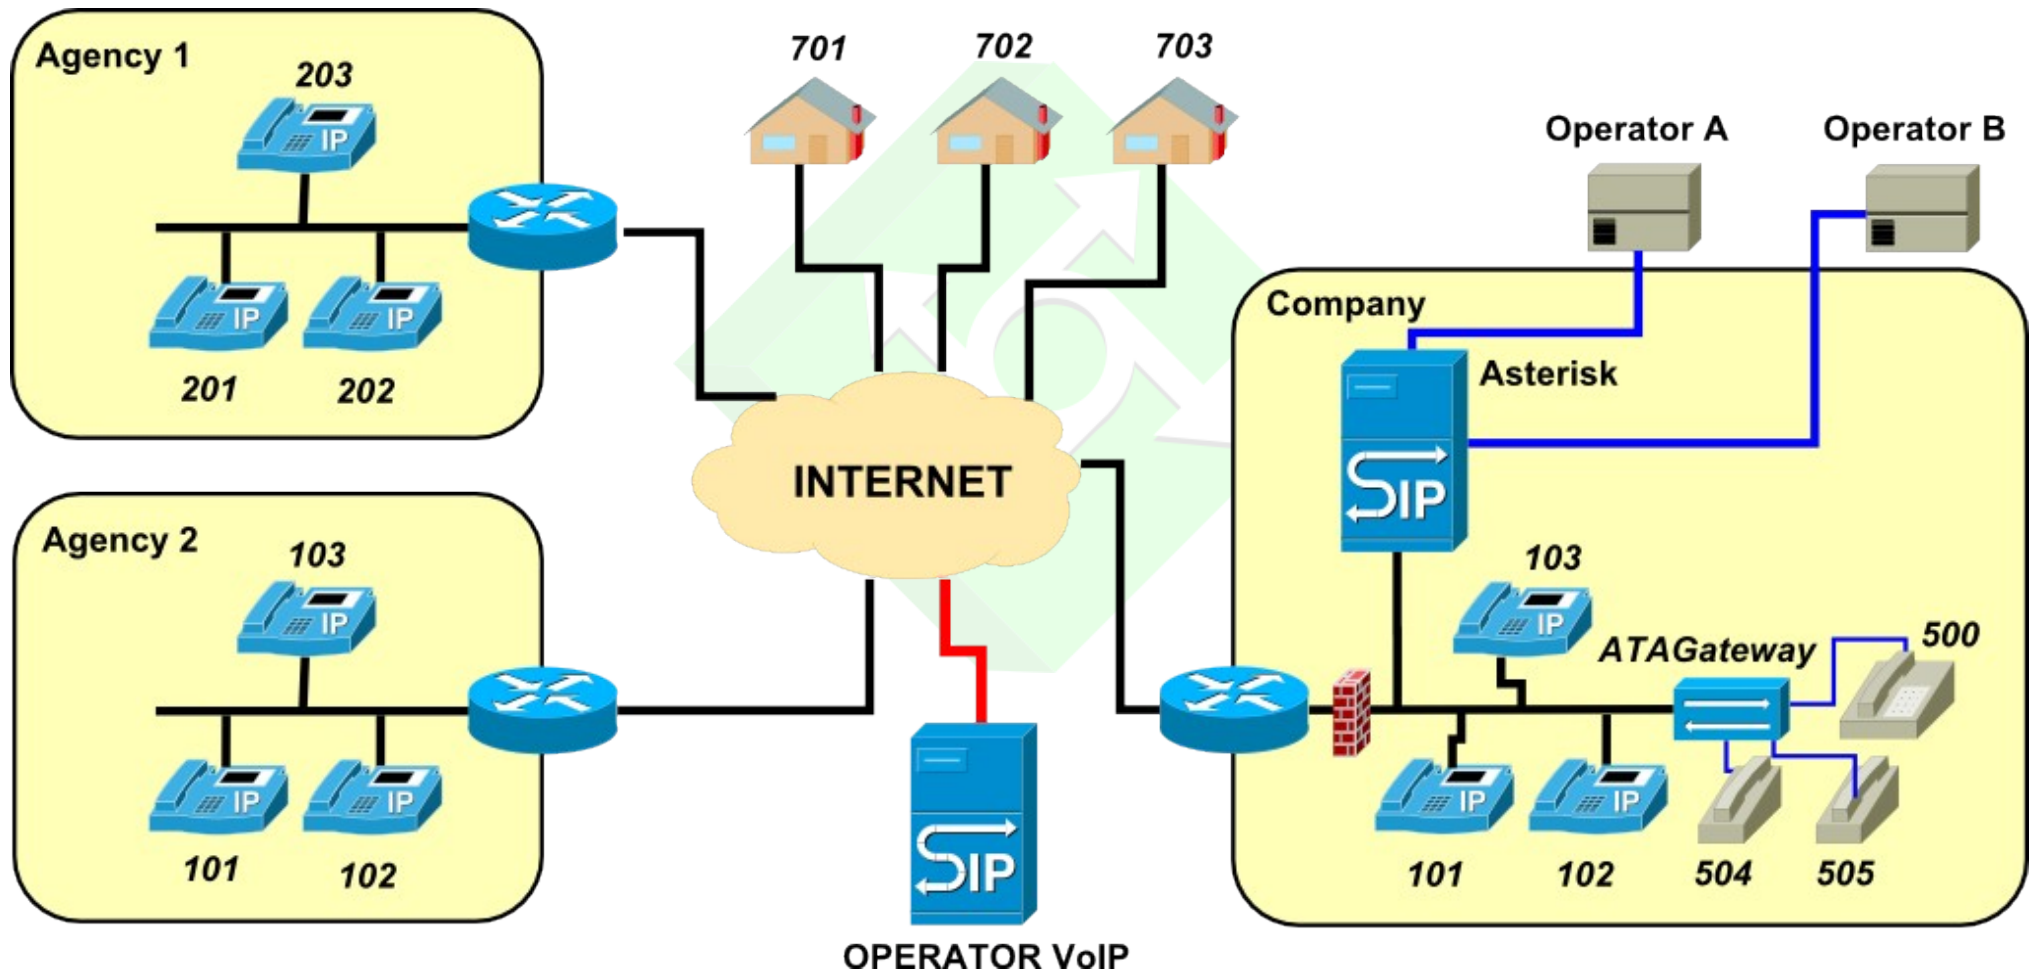 Agency 1
203
IP
IP
IP
201
202
701
702
703
Operator A
Operator B
Company
Asterisk
SIP
INTERNET
Agency 2
103
IP
IP
IP
101
102
SIP
OPERATOR VoIP
103
IP
ATAGateway
500
IP
IP
101
102
504
505